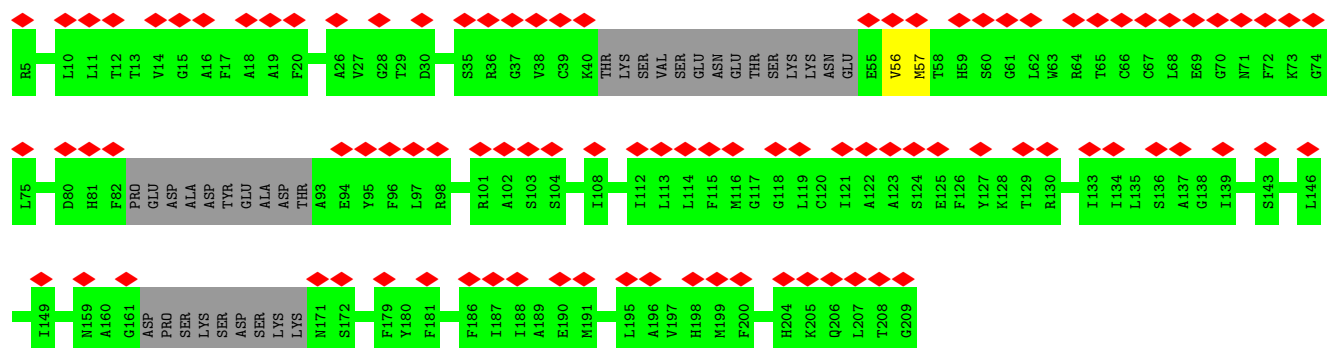 R5 L10 L11 T12 T13 V14 G15 A16 F17 A18 A19 F20 A26 V27 G28 T29 D30 S35 R36 G37 V38 C39 K40 THR LYS SER VAL SER GLU ASN GLU THR SER LYS LYS ASN GLU E55 V56 M57 T58 H59 S60 G61 L62 W63 R64 T65 C66 C67 L68 E69 G70 N71 F72 K73 G74
L75 D80 H81 F82 PRO GLU ASP ALA ASP TYR GLU ALA ASP THR A93 E94 Y95 F96 L97 R98 R101 A102 S103 S104 I108 I112 L113 L114 F115 M116 G117 G118 L119 C120 I121 A122 A123 S124 E125 F126 Y127 K128 T129 R130 I133 I134 L135 S136 A137 G138 I139 S143 L146
I149 N159 A160 G161 ASP PRO SER LYS SER ASP SER LYS LYS N171 S172 F179 Y180 F181 F186 I187 I188 A189 E190 M191 L195 A196 V197 H198 M199 F200 H204 K205 Q206 L207 T208 G209